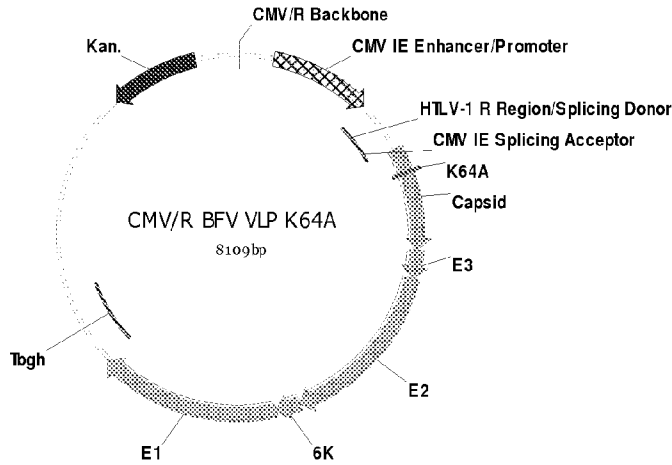 CMV/R Backbone
Kan.
CMV IE Enhancer/Promoter
HTLV-1 R Region/Splicing Donor
CMV IE Splicing Acceptor
K64A
Capsid
CMV/R BFV VLP K64A
8109bp
E3
Tbgh
E2
E1
6K